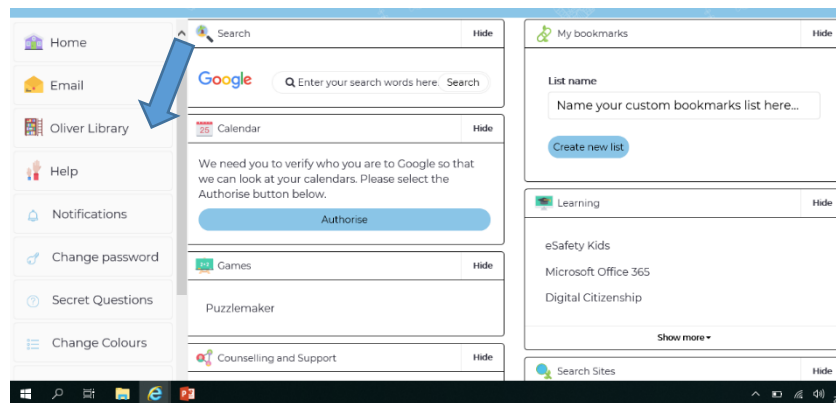 Home
Email
Oliver Library
Help
Notifications
Change password
Secret Questions
Change Colours
Search
Hide
Google
Enter your search words here.
Search
25
Calendar
Hide
We need you to verify who you are to Google so that
we can look at your calendars. Please select the
Authorise button below.
Authorise
Games
Hide
Puzzlemaker
Counselling and Support
Hide
My bookmarks
Hide
List name
Name your custom bookmarks list here...
Create new list
Learning
Hide
eSafety Kids
Microsoft Office 365
Digital Citizenship
Show more
Search Sites
Hide